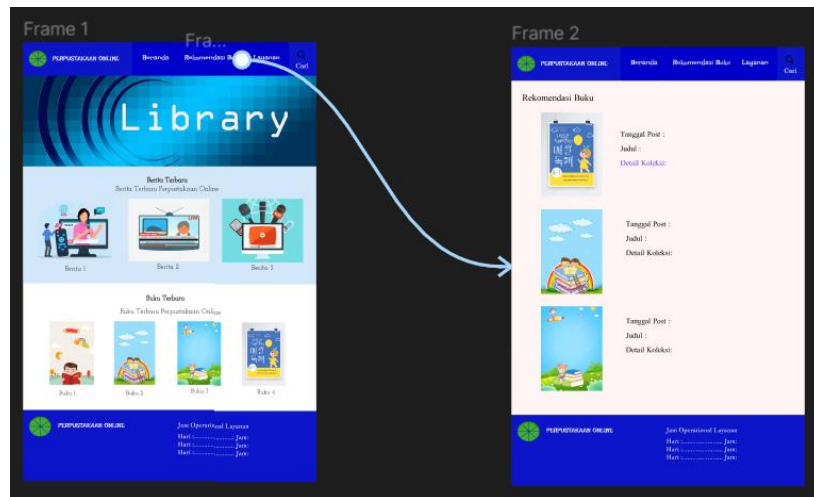 Frame 1
Fra...
PERPUSTAKAAN ONLINE
Beranda
Rekomendasi
Layanan
Cari
Library
Berita Terbaru
Berita Terbaru Perpustakaan Online
Berita 1
Berita 2
Berita 3
Buku Terbaru
Buku Terbaru Perpustakaan Online
Buku 1
Buku 2
Buku 3
Buku 4
PERPUSTAKAAN ONLINE
Jam Operasional Layanan
Hari :...................... Jam:
Hari :...................... Jam:
Hari :...................... Jam:
Frame 2
PERPUSTAKAAN ONLINE
Beranda
Rekomendasi Buku
Layanan
Cari
Rekomendasi Buku
Tanggal Post :
Judul :
Detail Koleksi:
Tanggal Post :
Judul :
Detail Koleksi:
Tanggal Post :
Judul :
Detail Koleksi:
PERPUSTAKAAN ONLINE
Jam Operasional Layanan
Hari :...................... Jam:
Hari :...................... Jam:
Hari :...................... Jam: